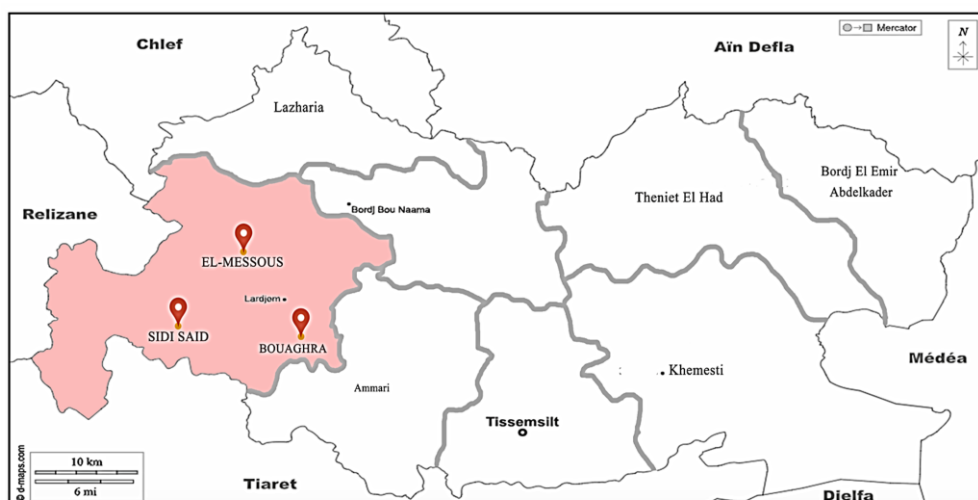 Chlef
Aïn Defla
Mercator
N
Lazharia
Bordj El Emir
Abdelkader
Theniet El Had
Relizane
Bordj Bou Naama
EL-MESSOUS
Lardjem
SIDI SAID
BOUAGHRA
Médéa
Ammari
Khemesti
Tissemsilt
10 km
6 mi
Tiaret
Djelfa
© d-maps.com